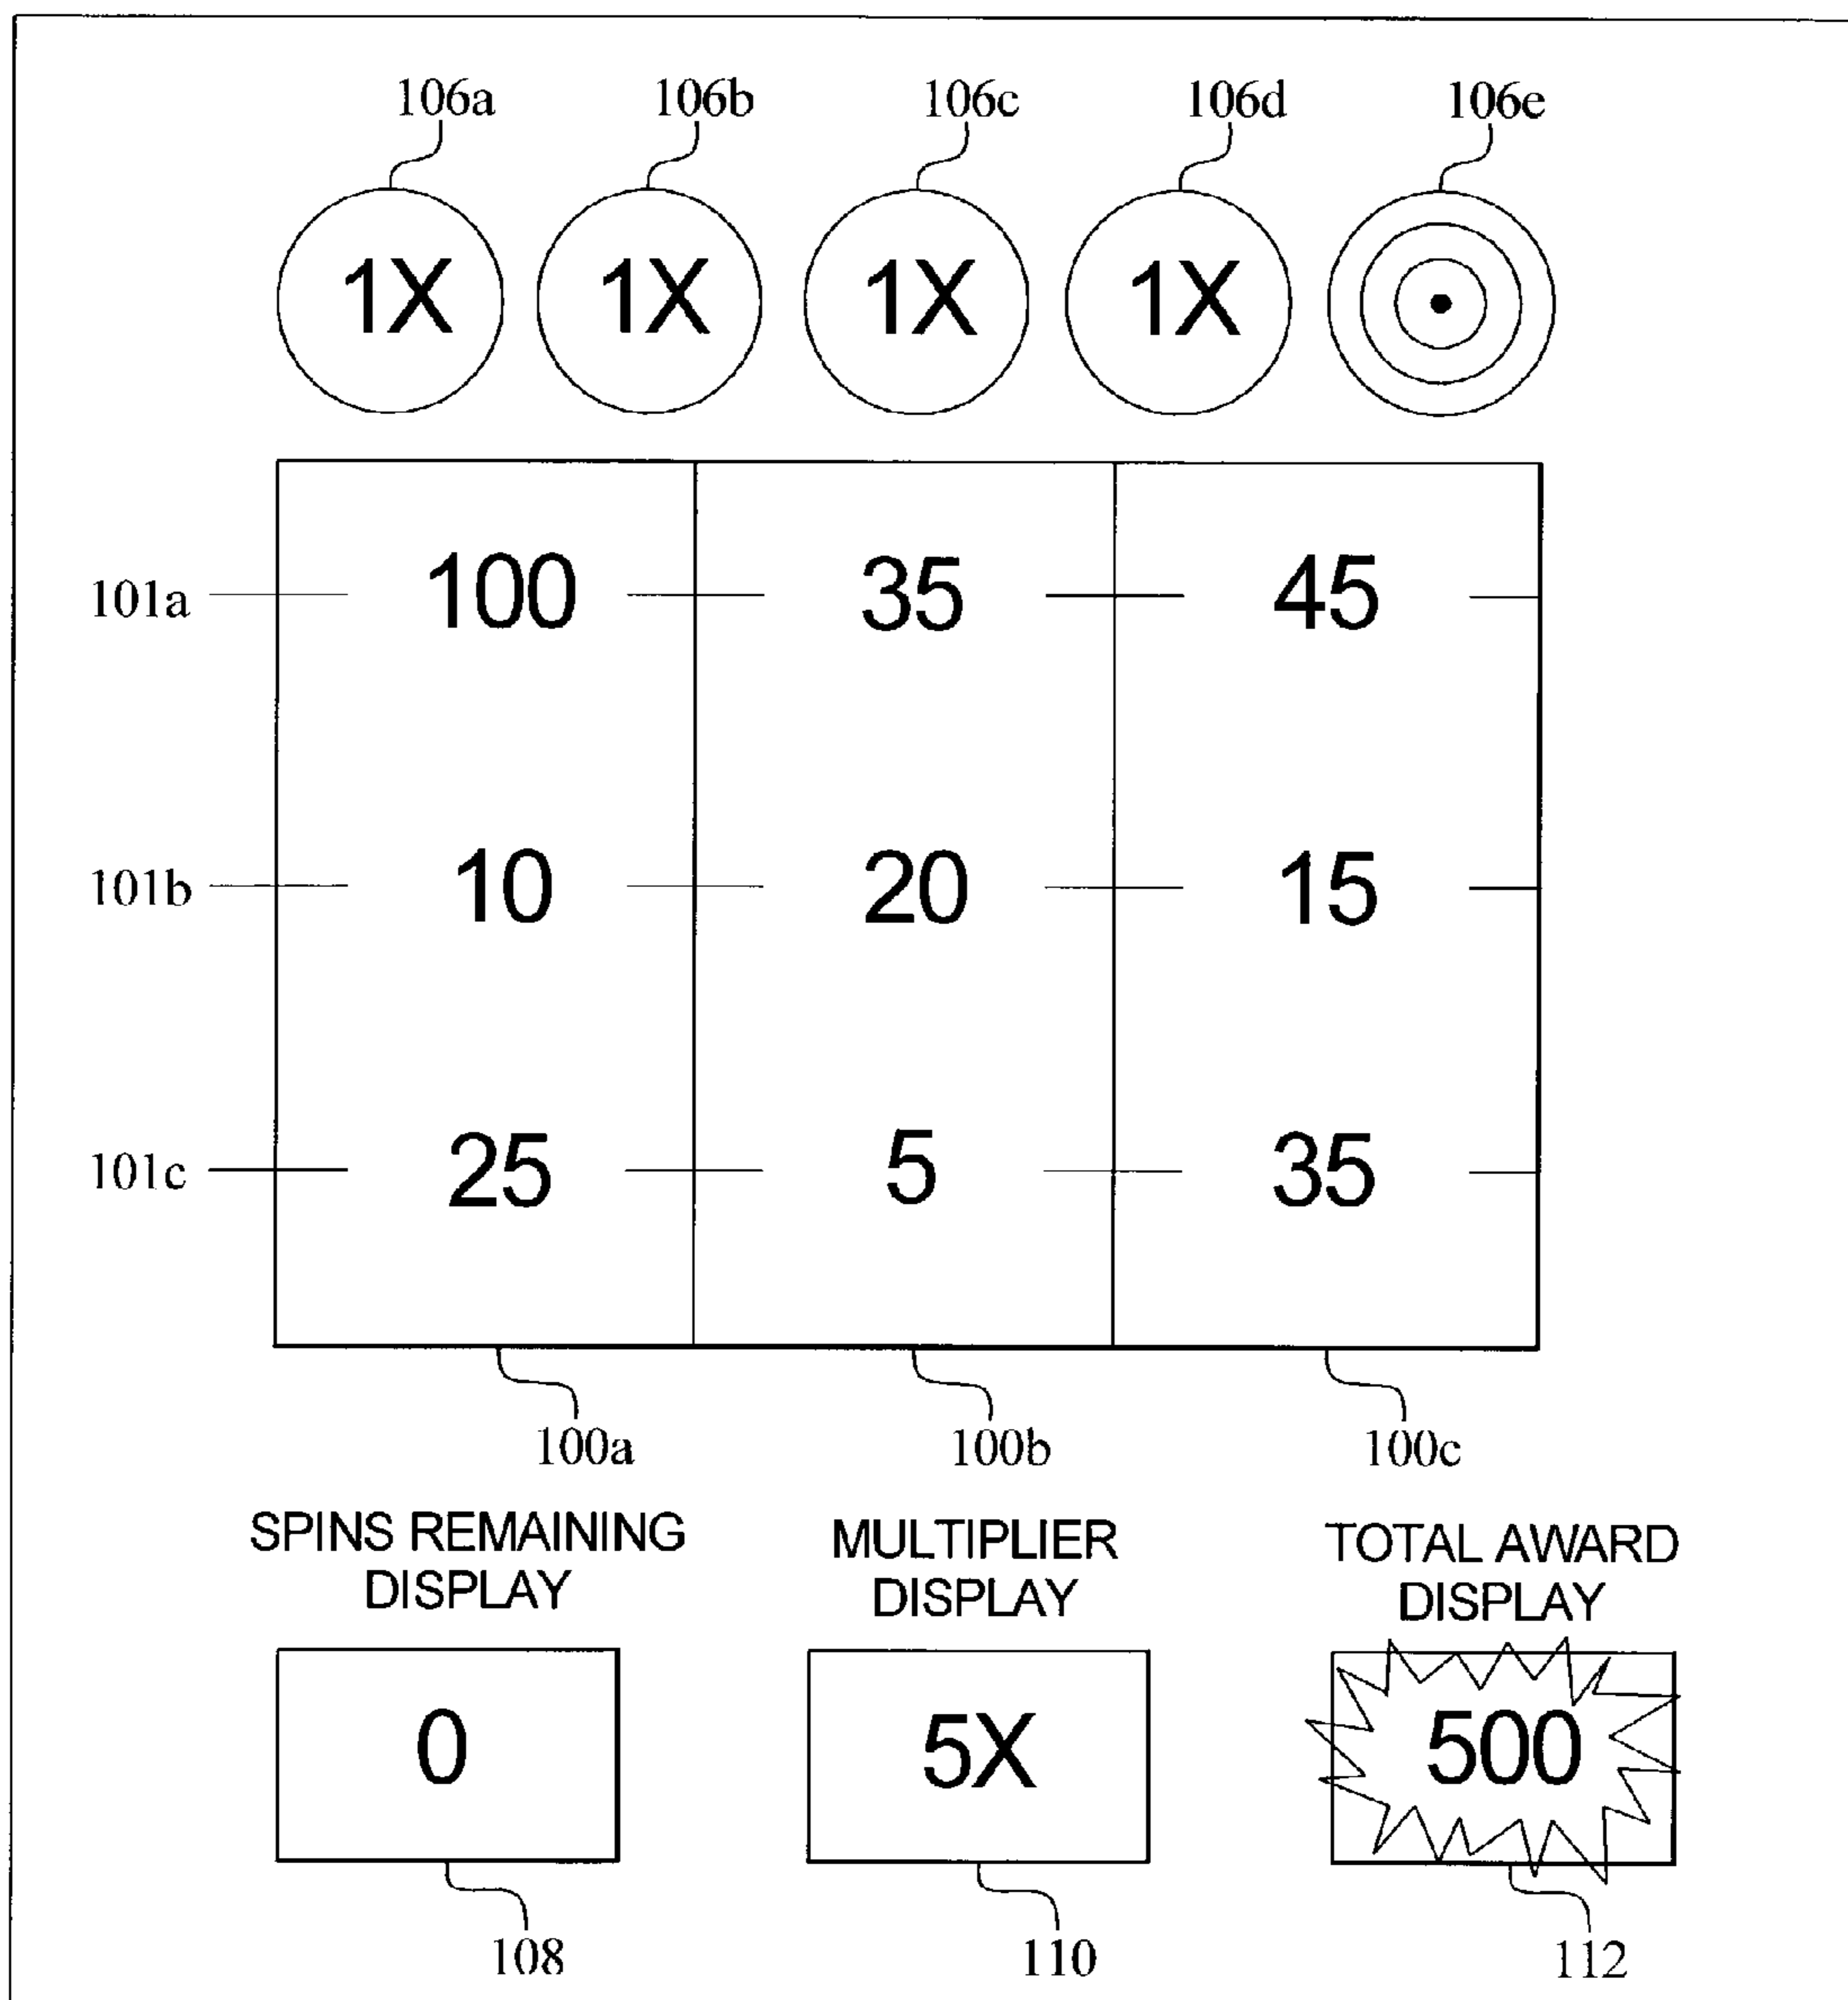 106a 106b 106c 106d 106e
1X 1X 1X 1X
101a 100 35 45
101b 10 20 15
101c 25 5 35
100a 100b 100c
SPINS REMAINING
DISPLAY
MULTIPLIER
DISPLAY
TOTAL AWARD
DISPLAY
0 5X 500
108 110 112